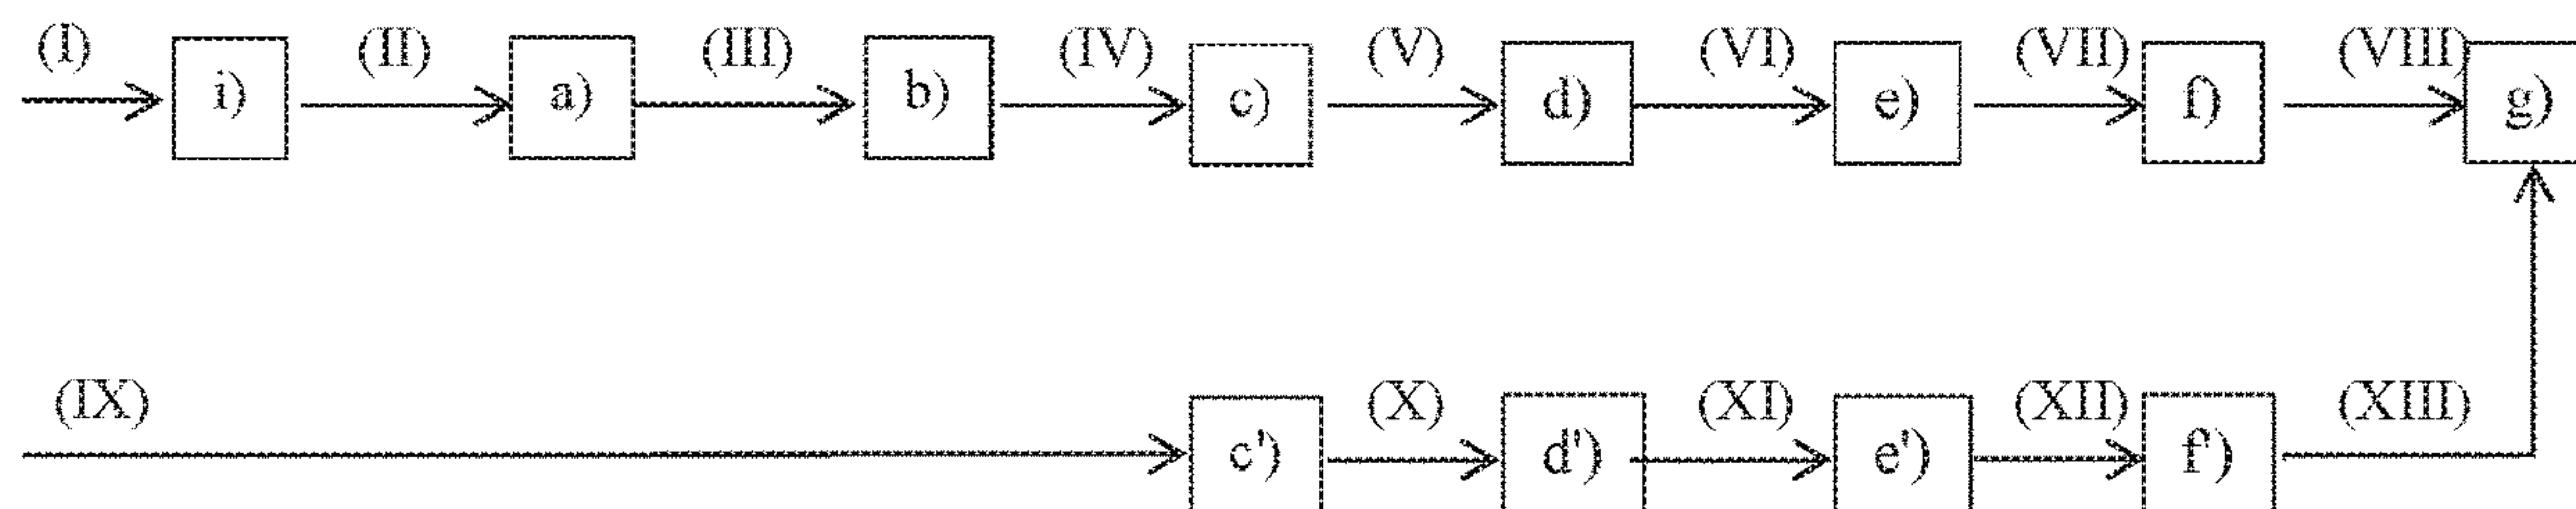 (I) (II) (III) (IV) (V) (VI) (VII) (VIII)
i) a) b) c) d) e) f) g)
(IX) (X) (XI) (XII) (XIII)
c') d') e') f')